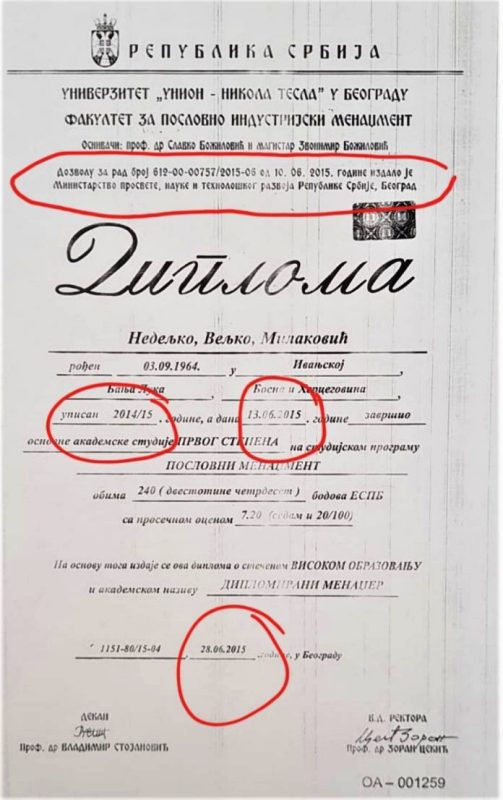 РЕПУБЛИКА СРБИЈА
УНИВЕРЗИТЕТ „УНИОН - НИКОЛА ТЕСЛА" У БЕОГРАДУ
ФАКУЛТЕТ ЗА ПОСЛОВНО ИНДУСТРИЈСКИ МЕНАЏМЕНТ
Оснивачи: проф. др Славко Божиловић и магистар Звонимир Божиловић
Дозволу за рад број 612-00-00757/2015-06 од 10. 06. 2015. године издало је
Министарство просвете, науке и технолошког развоја Републике Србије, Београд
Диплома
Недељко, Вељко, Милаковић
рођен 03.09.1964. у Ивањској,
Бања Лука, Босна и Херцеговина
уписан 2014/15. године, а дана 13.06.2015. године завршио
основне академске студије ПРВОГ СТЕПЕНА на студијском програму
ПОСЛОВНИ МЕНАЏМЕНТ
обима 240 ( двестотине четрдесет ) бодова ЕСПБ
са просечном оценом 7.20 (седам и 20/100)
На основу тога издаје се ова диплома о стеченом ВИСОКОМ ОБРАЗОВАЊУ
и академском називу ДИПЛОМИРАНИ МЕНАЏЕР
1151-80/15-04, 28.06.2015. године, у Београду
ДЕКАН
Проф. др ВЛАДИМИР СТОЈАНОВИЋ
В.Д. РЕКТОРА
Проф. др ЗОРАН ЦЕКИЋ
ОА – 001259